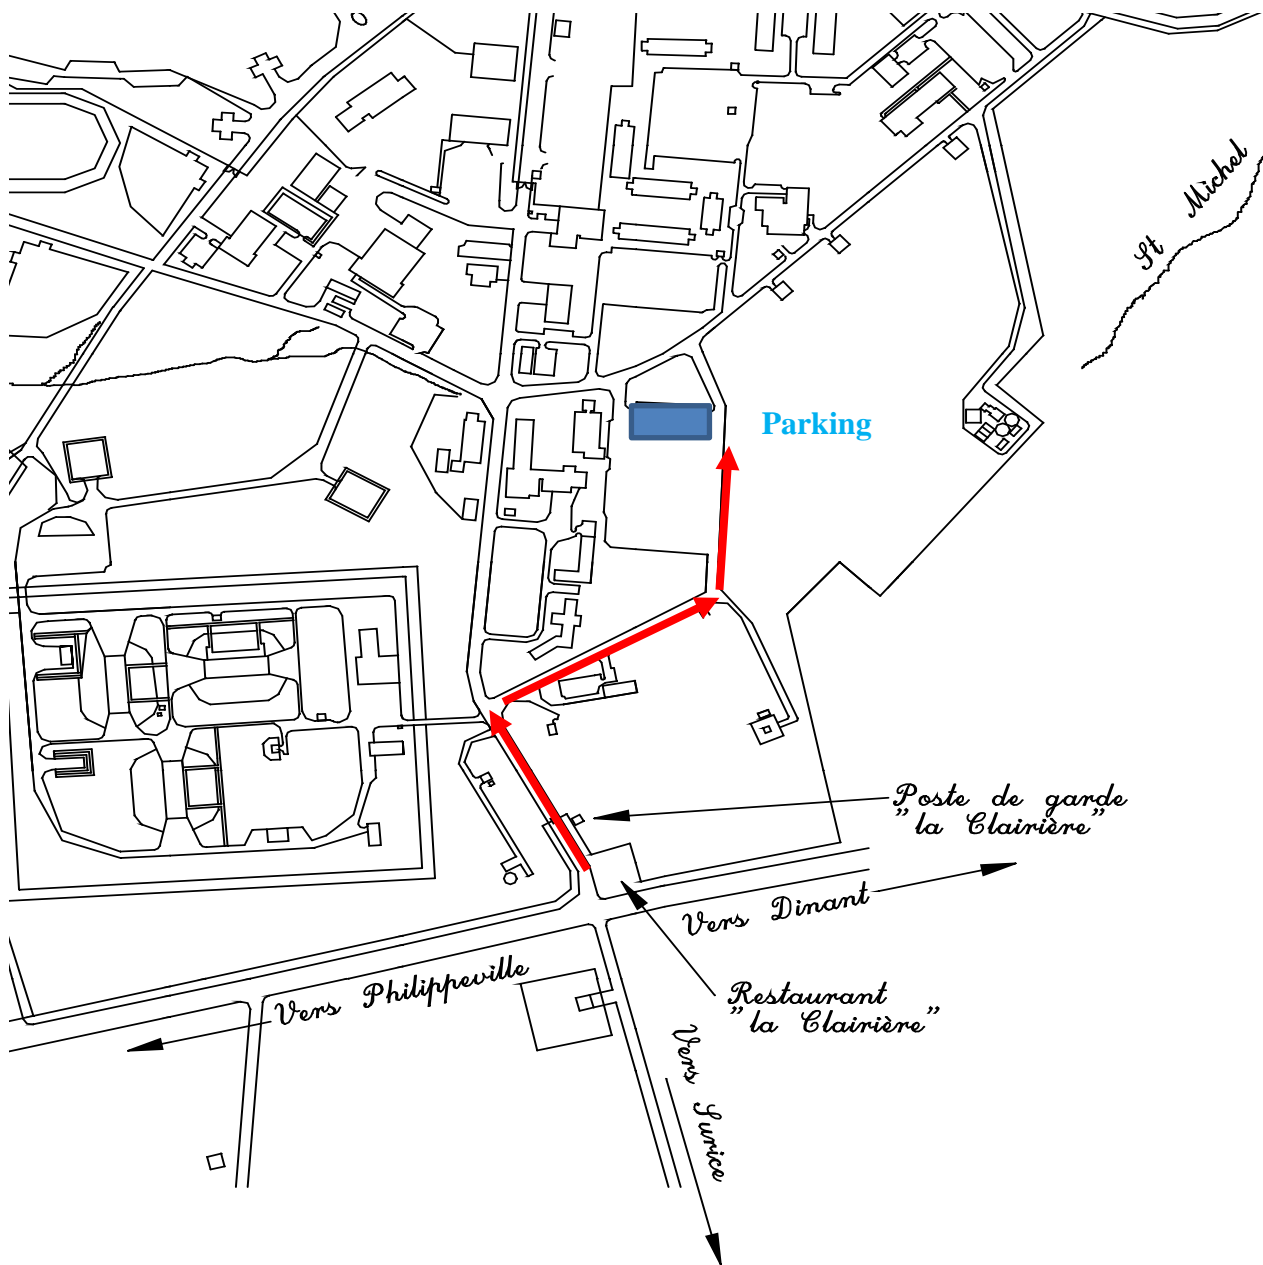 St Michel
Parking
Poste de garde
"la Clairière"
Vers Dinant
Vers Philippeville
Restaurant
"la Clairière"
Vers Surice